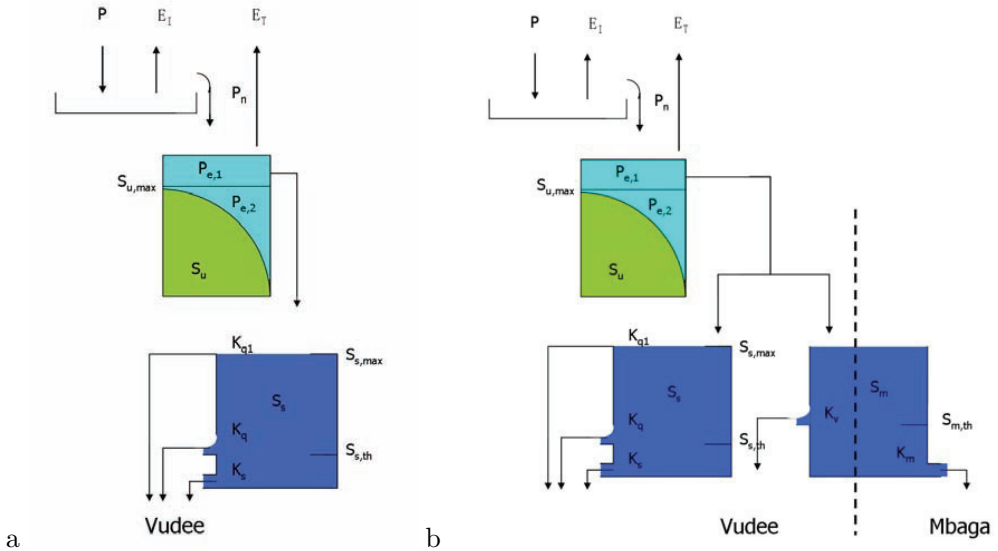 P E_I E_T
P_n
P_e,1
S_u,max
P_e,2
S_u
K_q1
S_s,max
S_s
K_q
S_s,th
K_s
Vudee
a
P E_I E_T
P_n
P_e,1
S_u,max
P_e,2
S_u
K_q1
S_s,max
S_s
K_q
S_s,th
K_s
S_m
K_v
S_m,th
K_m
Vudee Mbaga
b